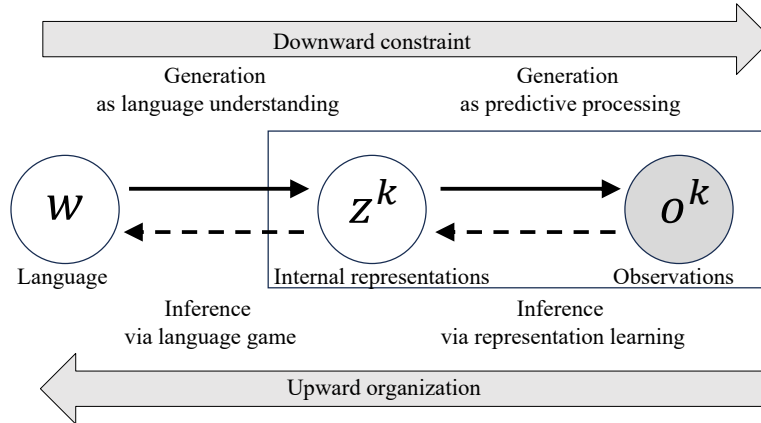 Downward constraint
Generation
as language understanding
Generation
as predictive processing
w
z^k
o^k
Language
Internal representations
Observations
Inference
via language game
Inference
via representation learning
Upward organization